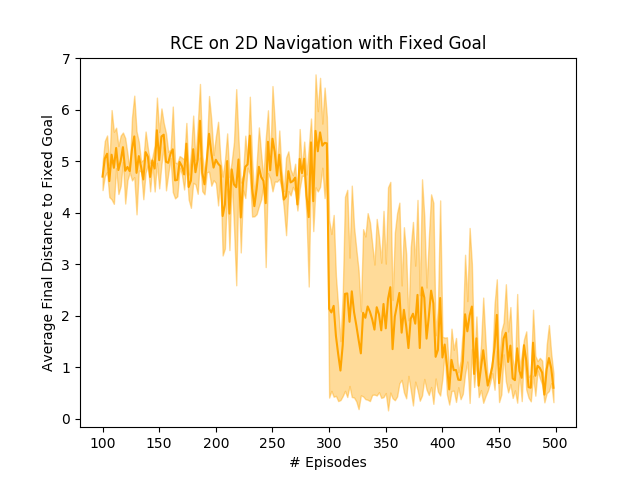 RCE on 2D Navigation with Fixed Goal
Average Final Distance to Fixed Goal
7
6
5
4
3
2
1
0
100 150 200 250 300 350 400 450 500
# Episodes